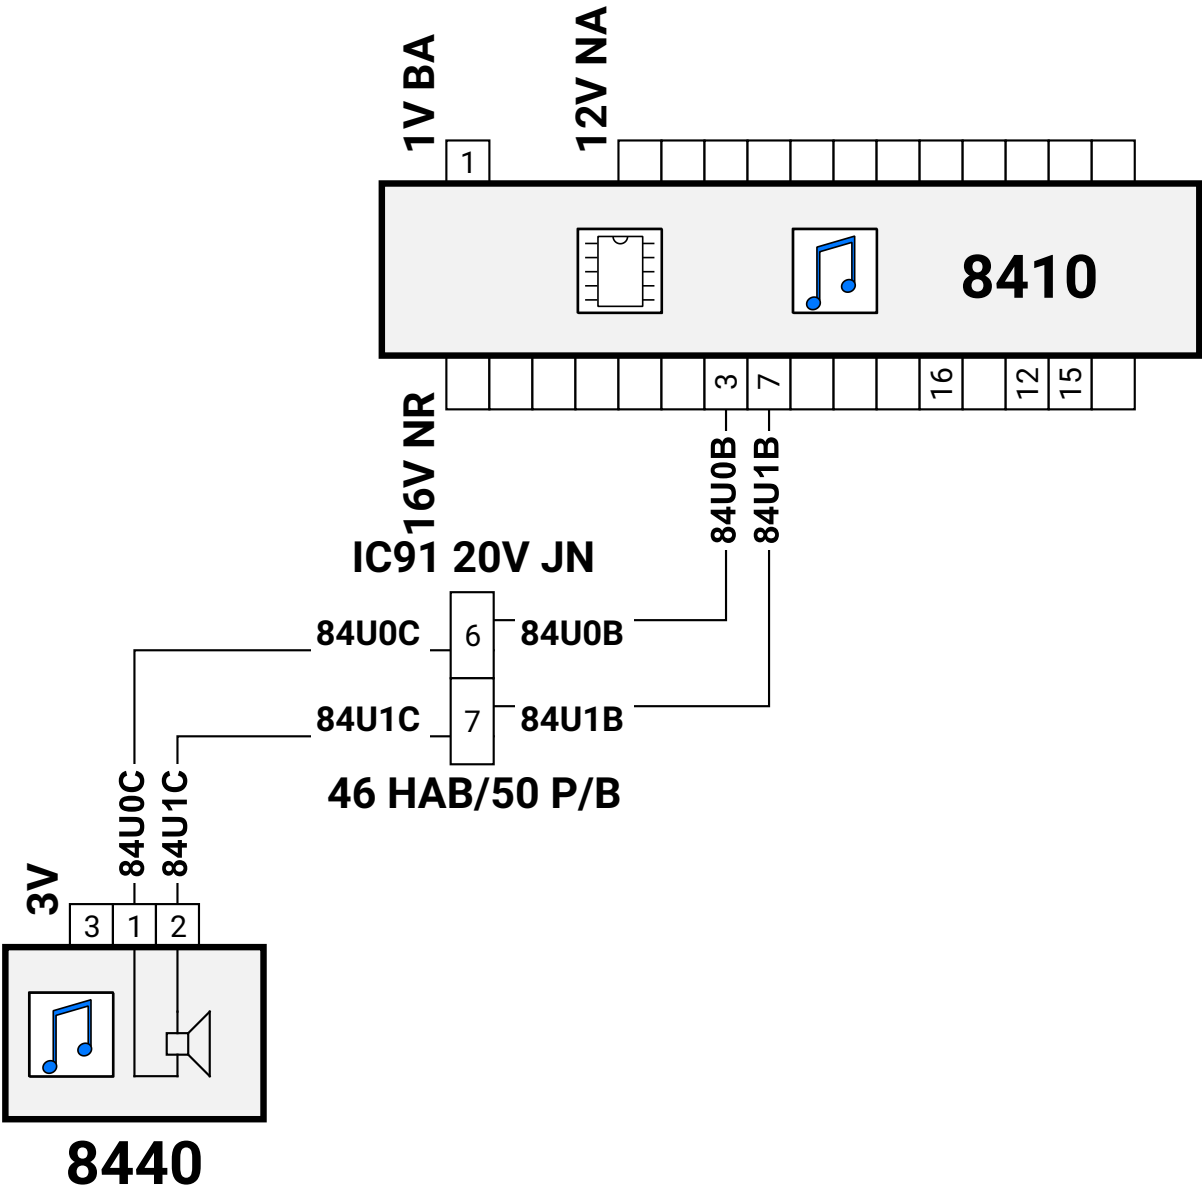 1V BA
12V NA
1
8410
16V NR
3
7
16
12
15
84U0B
84U1B
IC91 20V JN
84U0C
6
84U0B
84U1C
7
84U1B
46 HAB/50 P/B
84U0C
84U1C
3V
3
1
2
8440